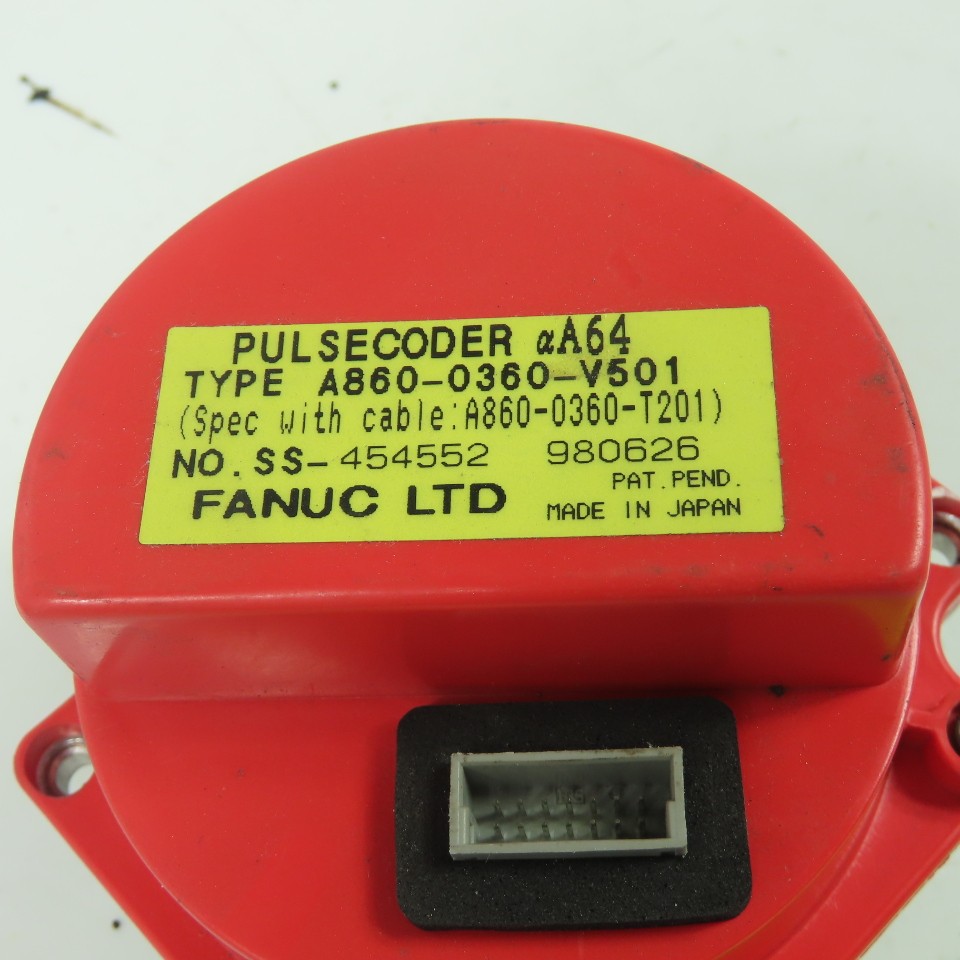 PULSECODER αA64
TYPE A860-0360-V501
(Spec with cable:A860-0360-T201)
NO.SS-454552 980626
PAT.PEND.
FANUC LTD MADE IN JAPAN